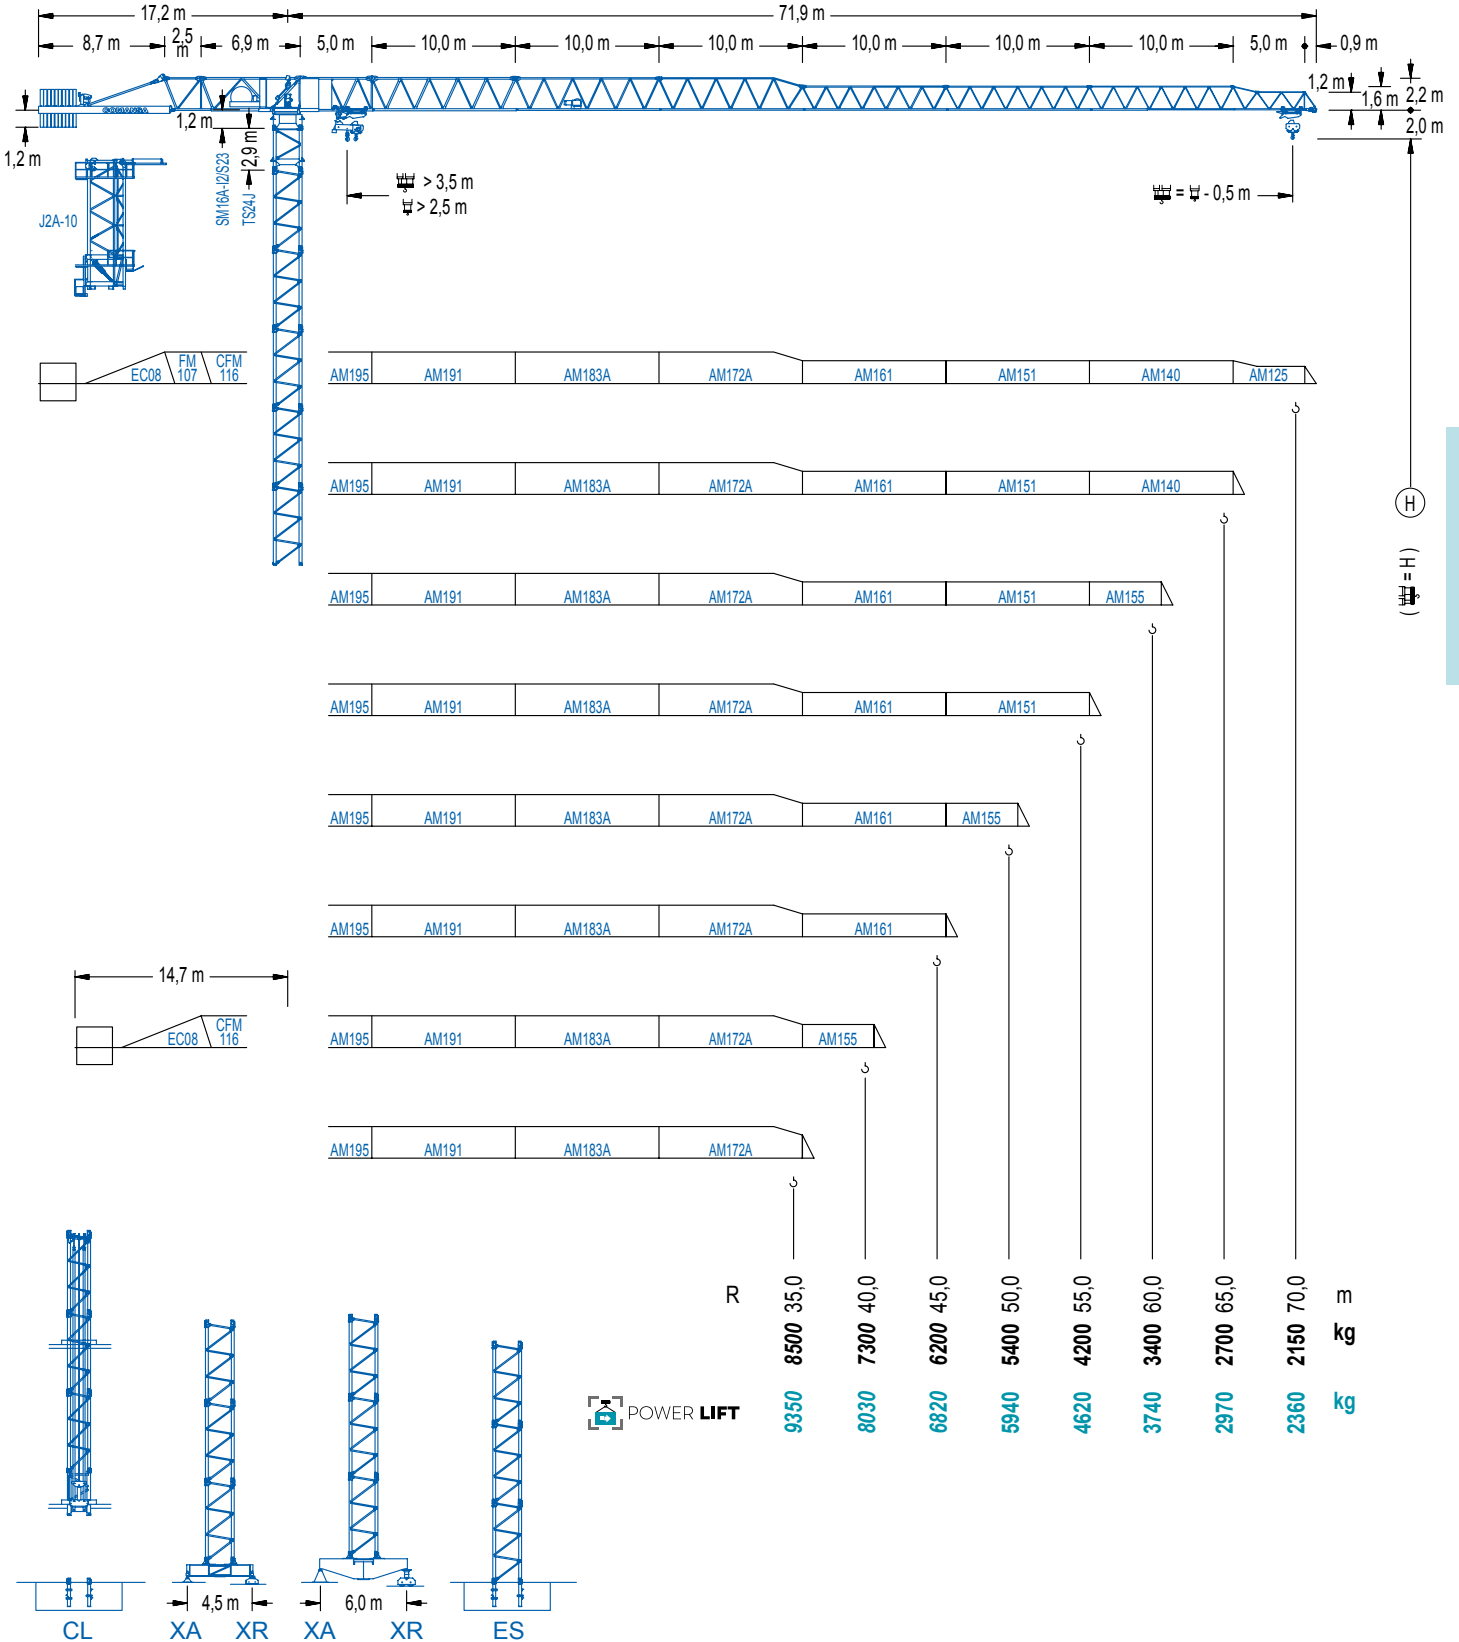 17,2 m
71,9 m
8,7 m
2,5
m
6,9 m
5,0 m
10,0 m
10,0 m
10,0 m
10,0 m
10,0 m
10,0 m
5,0 m
0,9 m
COMANSA
1,2 m
1,6 m
2,2 m
2,0 m
1,2 m
1,2 m
2,9 m
SM16A-I2/S23
TS24J
J2A-10
> 3,5 m
> 2,5 m
= - 0,5 m
H
( = H )
EC08
FM
107
CFM
116
AM195 AM191 AM183A AM172A AM161 AM151 AM140 AM125
AM195 AM191 AM183A AM172A AM161 AM151 AM140
AM195 AM191 AM183A AM172A AM161 AM151 AM155
AM195 AM191 AM183A AM172A AM161 AM151
AM195 AM191 AM183A AM172A AM161 AM155
AM195 AM191 AM183A AM172A AM161
14,7 m
EC08
CFM
116
AM195 AM191 AM183A AM172A AM155
AM195 AM191 AM183A AM172A
R 35,0 40,0 45,0 50,0 55,0 60,0 65,0 70,0 m
8500 7300 6200 5400 4200 3400 2700 2150 kg
POWER LIFT 9350 8030 6820 5940 4620 3740 2970 2360 kg
4,5 m
6,0 m
CL XA XR XA XR ES